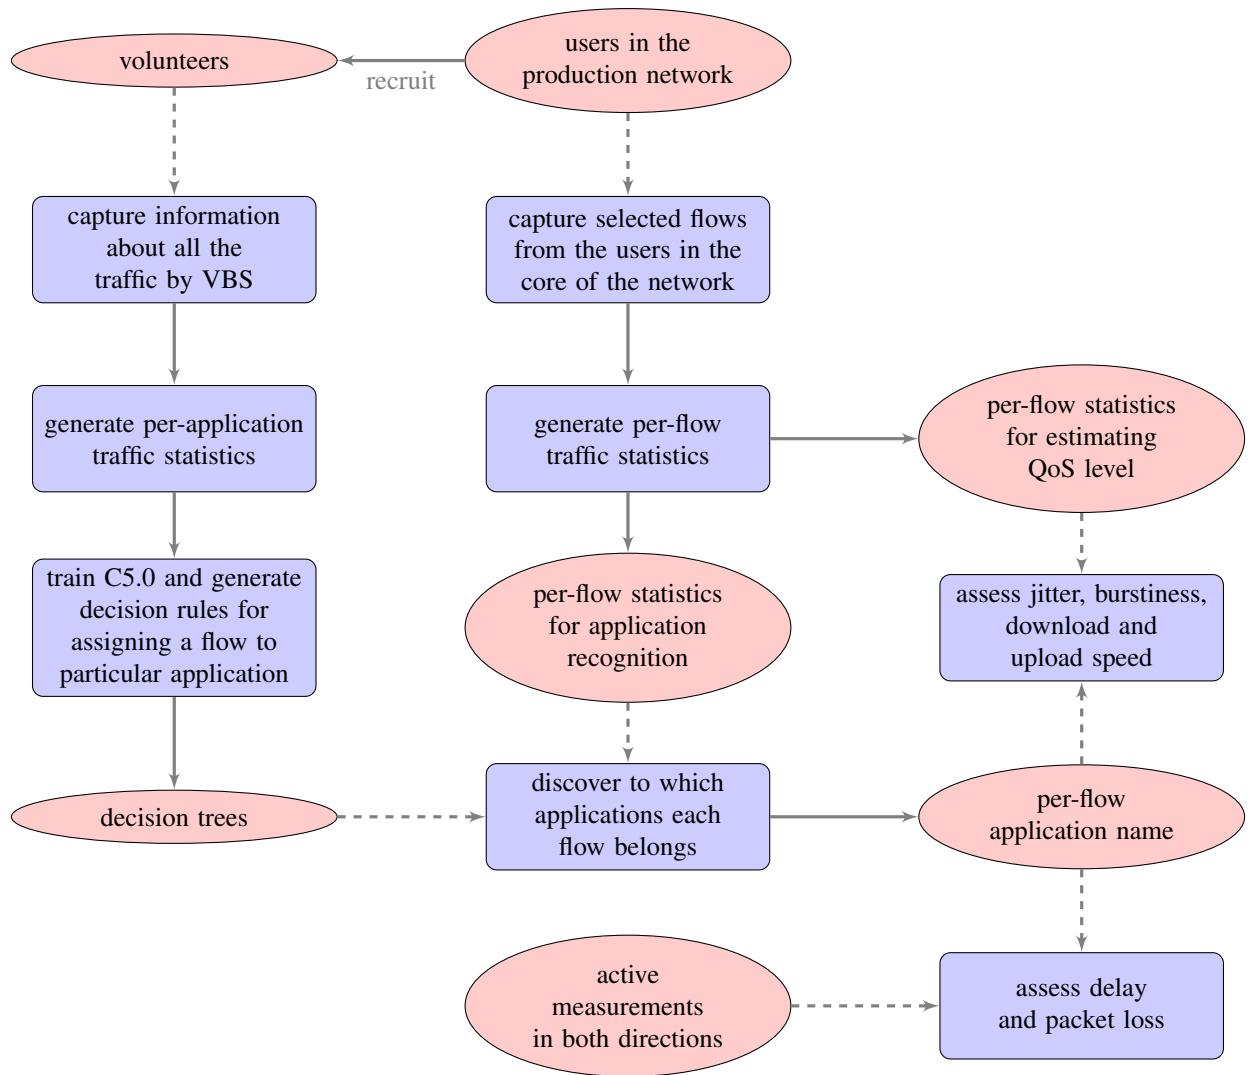 volunteers
users in the
production network
recruit
capture information
about all the
traffic by VBS
capture selected flows
from the users in the
core of the network
generate per-application
traffic statistics
generate per-flow
traffic statistics
per-flow statistics
for estimating
QoS level
train C5.0 and generate
decision rules for
assigning a flow to
particular application
per-flow statistics
for application
recognition
assess jitter, burstiness,
download and
upload speed
decision trees
discover to which
applications each
flow belongs
per-flow
application name
active
measurements
in both directions
assess delay
and packet loss